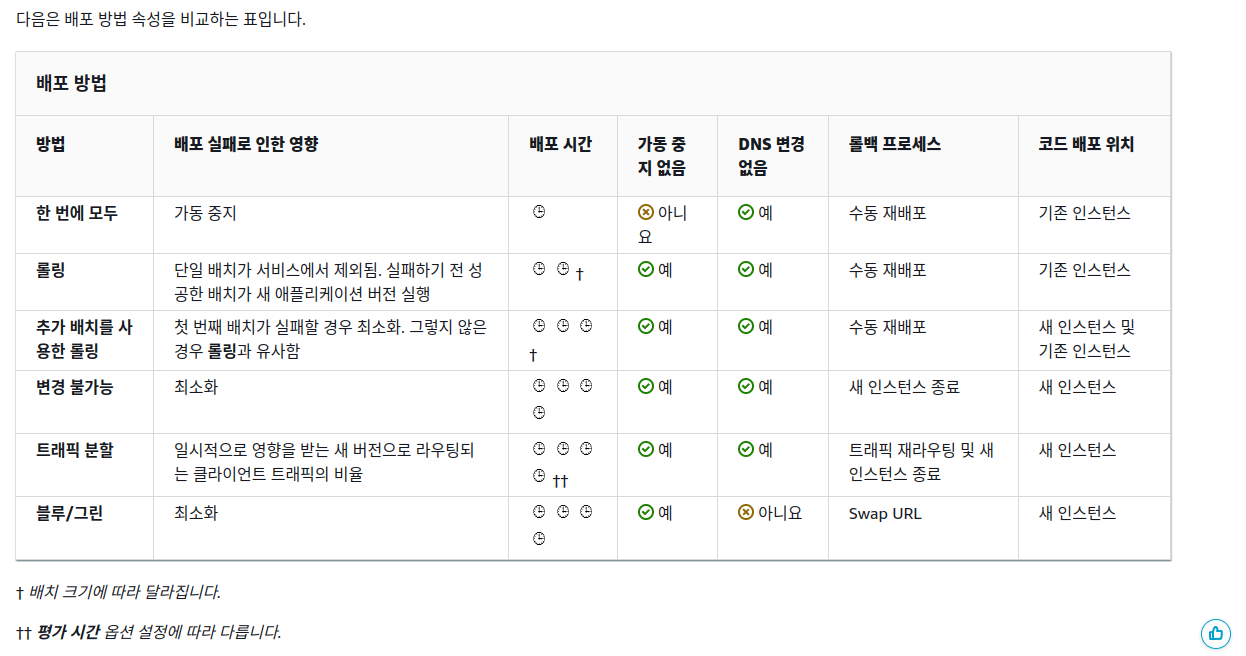 다음은 배포 방법 속성을 비교하는 표입니다.
배포 방법
방법 배포 실패로 인한 영향 배포 시간 가동 중 DNS 변경 롤백 프로세스 코드 배포 위치
지 없음 없음
한 번에 모두 가동 중지 아니 예 수동 재배포 기존 인스턴스
요
롤링 단일 배치가 서비스에서 제외됨. 실패하기 전 성 † 예 예 수동 재배포 기존 인스턴스
공한 배치가 새 애플리케이션 버전 실행
추가 배치를 사 첫 번째 배치가 실패할 경우 최소화. 그렇지 않은 예 예 수동 재배포 새 인스턴스 및
용한 롤링 경우 롤링과 유사함 † 기존 인스턴스
변경 불가능 최소화 예 예 새 인스턴스 종료 새 인스턴스
트래픽 분할 일시적으로 영향을 받는 새 버전으로 라우팅되 예 예 트래픽 재라우팅 및 새 새 인스턴스
는 클라이언트 트래픽의 비율 †† 인스턴스 종료
블루/그린 최소화 예 아니요 Swap URL 새 인스턴스
† 배치 크기에 따라 달라집니다.
†† 평가 시간 옵션 설정에 따라 다릅니다.